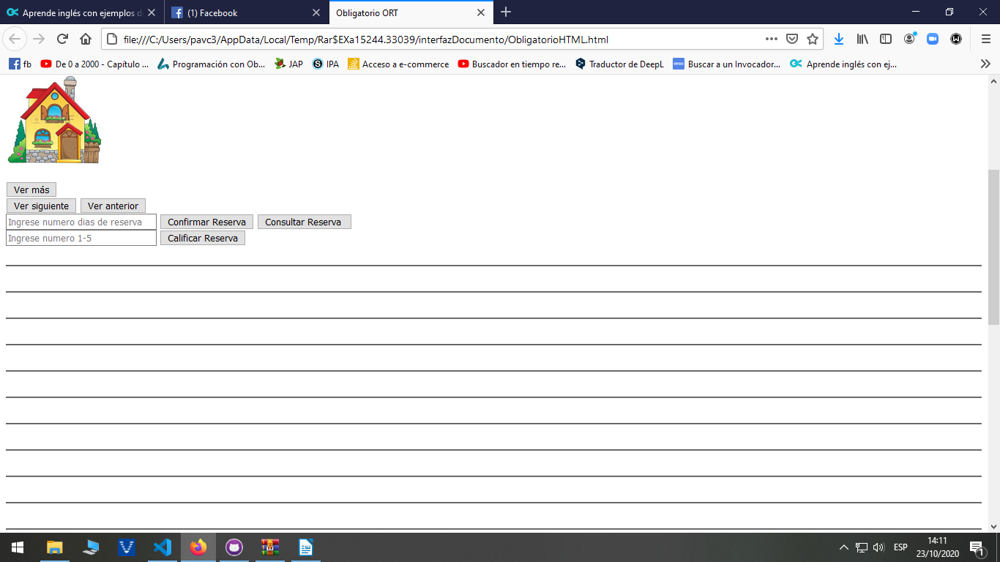 Aprende inglés con ejemplos d
(1) Facebook
Obligatorio ORT
file:///C:/Users/pavc3/AppData/Local/Temp/Rar$EXa15244.33039/interfazDocumento/ObligatorioHTML.html
fb
De 0 a 2000 - Capítulo ...
Programación con Ob...
JAP
IPA
Acceso a e-commerce
Buscador en tiempo re...
Traductor de DeepL
Buscar a un Invocador...
Aprende inglés con ej...
Ver más
Ver siguiente Ver anterior
Ingrese numero dias de reserva Confirmar Reserva Consultar Reserva
Ingrese numero 1-5 Calificar Reserva
ESP
14:11
23/10/2020
1